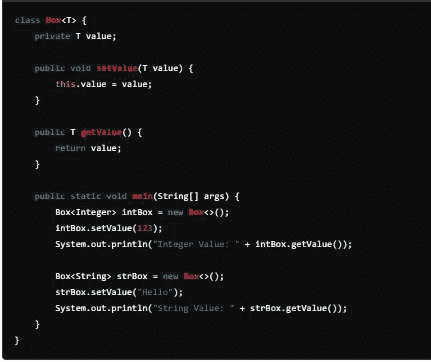 class Box<T> {
    private T value;

    public void setValue(T value) {
        this.value = value;
    }

    public T getValue() {
        return value;
    }

    public static void main(String[] args) {
        Box<Integer> intBox = new Box<>();
        intBox.setValue(123);
        System.out.println("Integer Value: " + intBox.getValue());

        Box<String> strBox = new Box<>();
        strBox.setValue("Hello");
        System.out.println("String Value: " + strBox.getValue());
    }
}